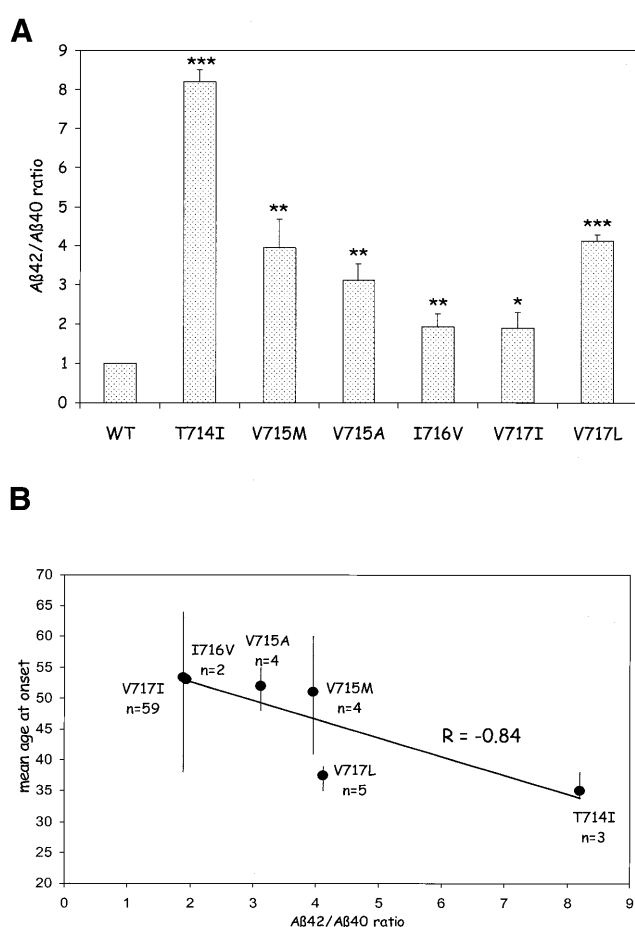 A
Aß42/Aß40 ratio
9
8
7
6
5
4
3
2
1
0
***
**
**
**
*
***
WT T714I V715M V715A I716V V717I V717L
B
mean age at onset
70
65
60
55
50
45
40
35
30
25
20
V717I
n=59
I716V
n=2
V715A
n=4
V715M
n=4
V717L
n=5
R = -0.84
T714I
n=3
0 1 2 3 4 5 6 7 8 9
Aß42/Aß40 ratio